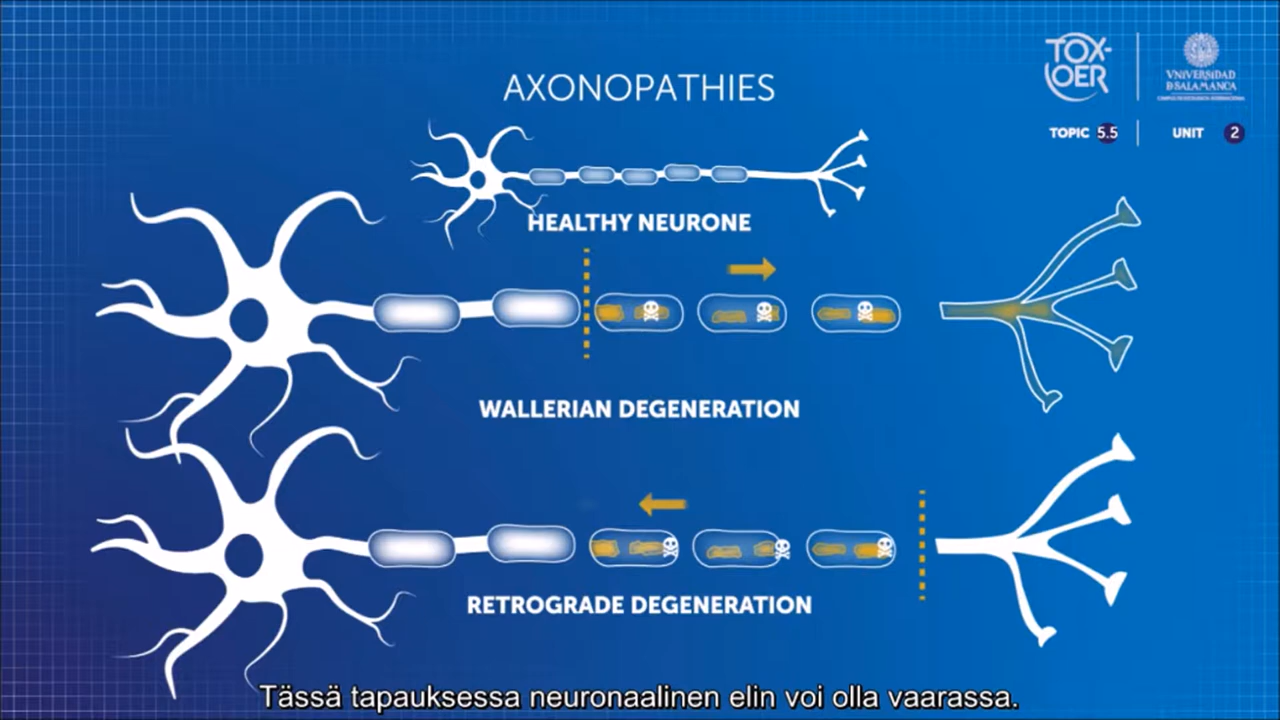 AXONOPATHIES
TOX-
OER
VNIVERSIDAD
D SALAMANCA
TOPIC 5.5
UNIT 2
HEALTHY NEURONE
WALLERIAN DEGENERATION
RETROGRADE DEGENERATION
Tässä tapauksessa neuronaalinen elin voi olla vaarassa.